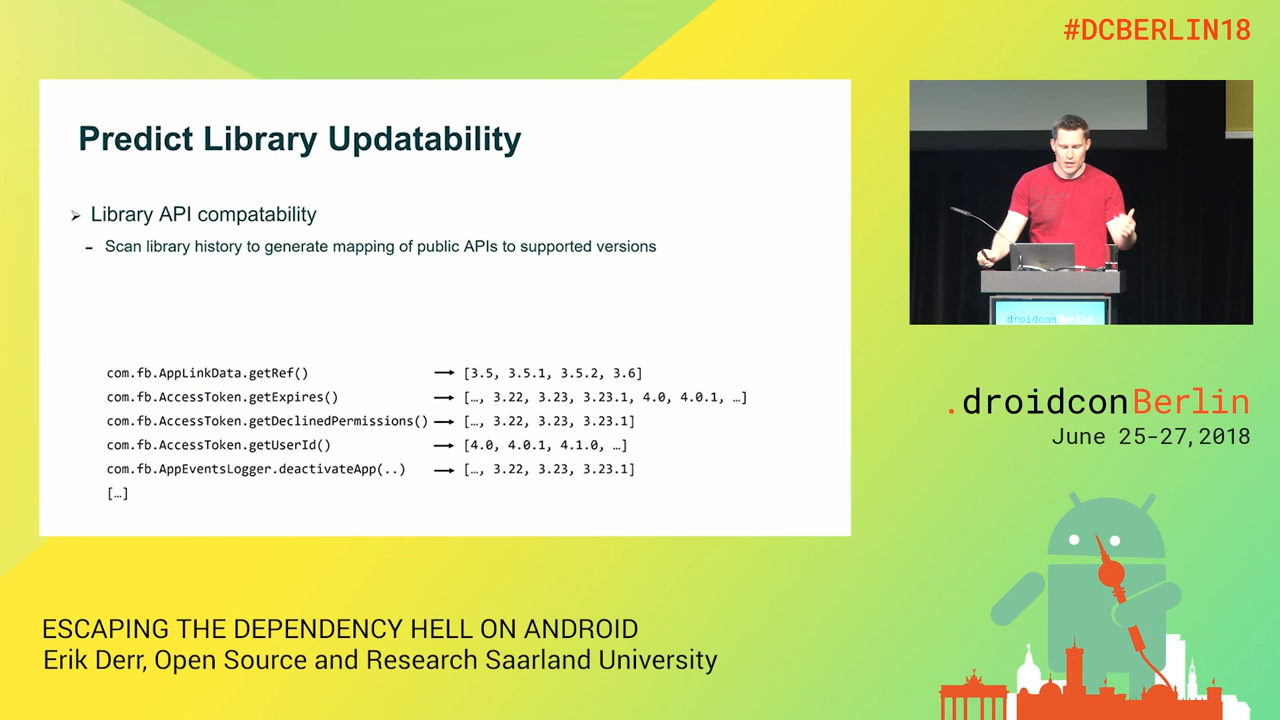 #DCBERLIN18
Predict Library Updatability
➢ Library API compatability
– Scan library history to generate mapping of public APIs to supported versions
com.fb.AppLinkData.getRef() → [3.5, 3.5.1, 3.5.2, 3.6]
com.fb.AccessToken.getExpires() → […, 3.22, 3.23, 3.23.1, 4.0, 4.0.1, …]
com.fb.AccessToken.getDeclinedPermissions() → […, 3.22, 3.23, 3.23.1]
com.fb.AccessToken.getUserId() → [4.0, 4.0.1, 4.1.0, …]
com.fb.AppEventsLogger.deactivateApp(..) → […, 3.22, 3.23, 3.23.1]
[…]
droidcon Berlin
.droidconBerlin
June 25-27, 2018
ESCAPING THE DEPENDENCY HELL ON ANDROID
Erik Derr, Open Source and Research Saarland University